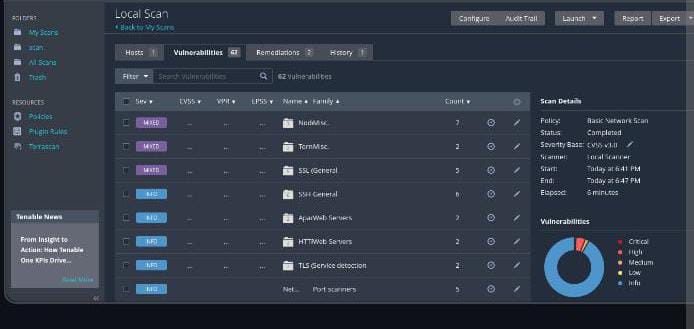 FOLDERS
My Scans
scan
All Scans
Trash
RESOURCES
Policies
Plugin Rules
Terrascan
Tenable News
From Insight to
Action: How Tenable
One KPIs Drive...
Read More
Local Scan
Back to My Scans
Configure Audit Trail Launch Report Export
Hosts 1 Vulnerabilities 62 Remediations 2 History 1
Filter Search Vulnerabilities 62 Vulnerabilities
Sev CVSS VPR EPSS Name Family Count
MIXED ... ... ... NodMisc. 7
MIXED ... ... ... TernMisc. 2
MIXED ... ... ... SSL (General 5
INFO ... ... ... SSH General 6
INFO ... ... ... ApacWeb Servers 2
INFO ... ... ... HTTFWeb Servers 2
INFO ... ... ... TLS (Service detection 2
INFO Net... Port scanners 5
Scan Details
Policy: Basic Network Scan
Status: Completed
Severity Base: CVSS v3.0
Scanner: Local Scanner
Start: Today at 6:41 PM
End: Today at 6:47 PM
Elapsed: 6 minutes
Vulnerabilities
Critical
High
Medium
Low
Info